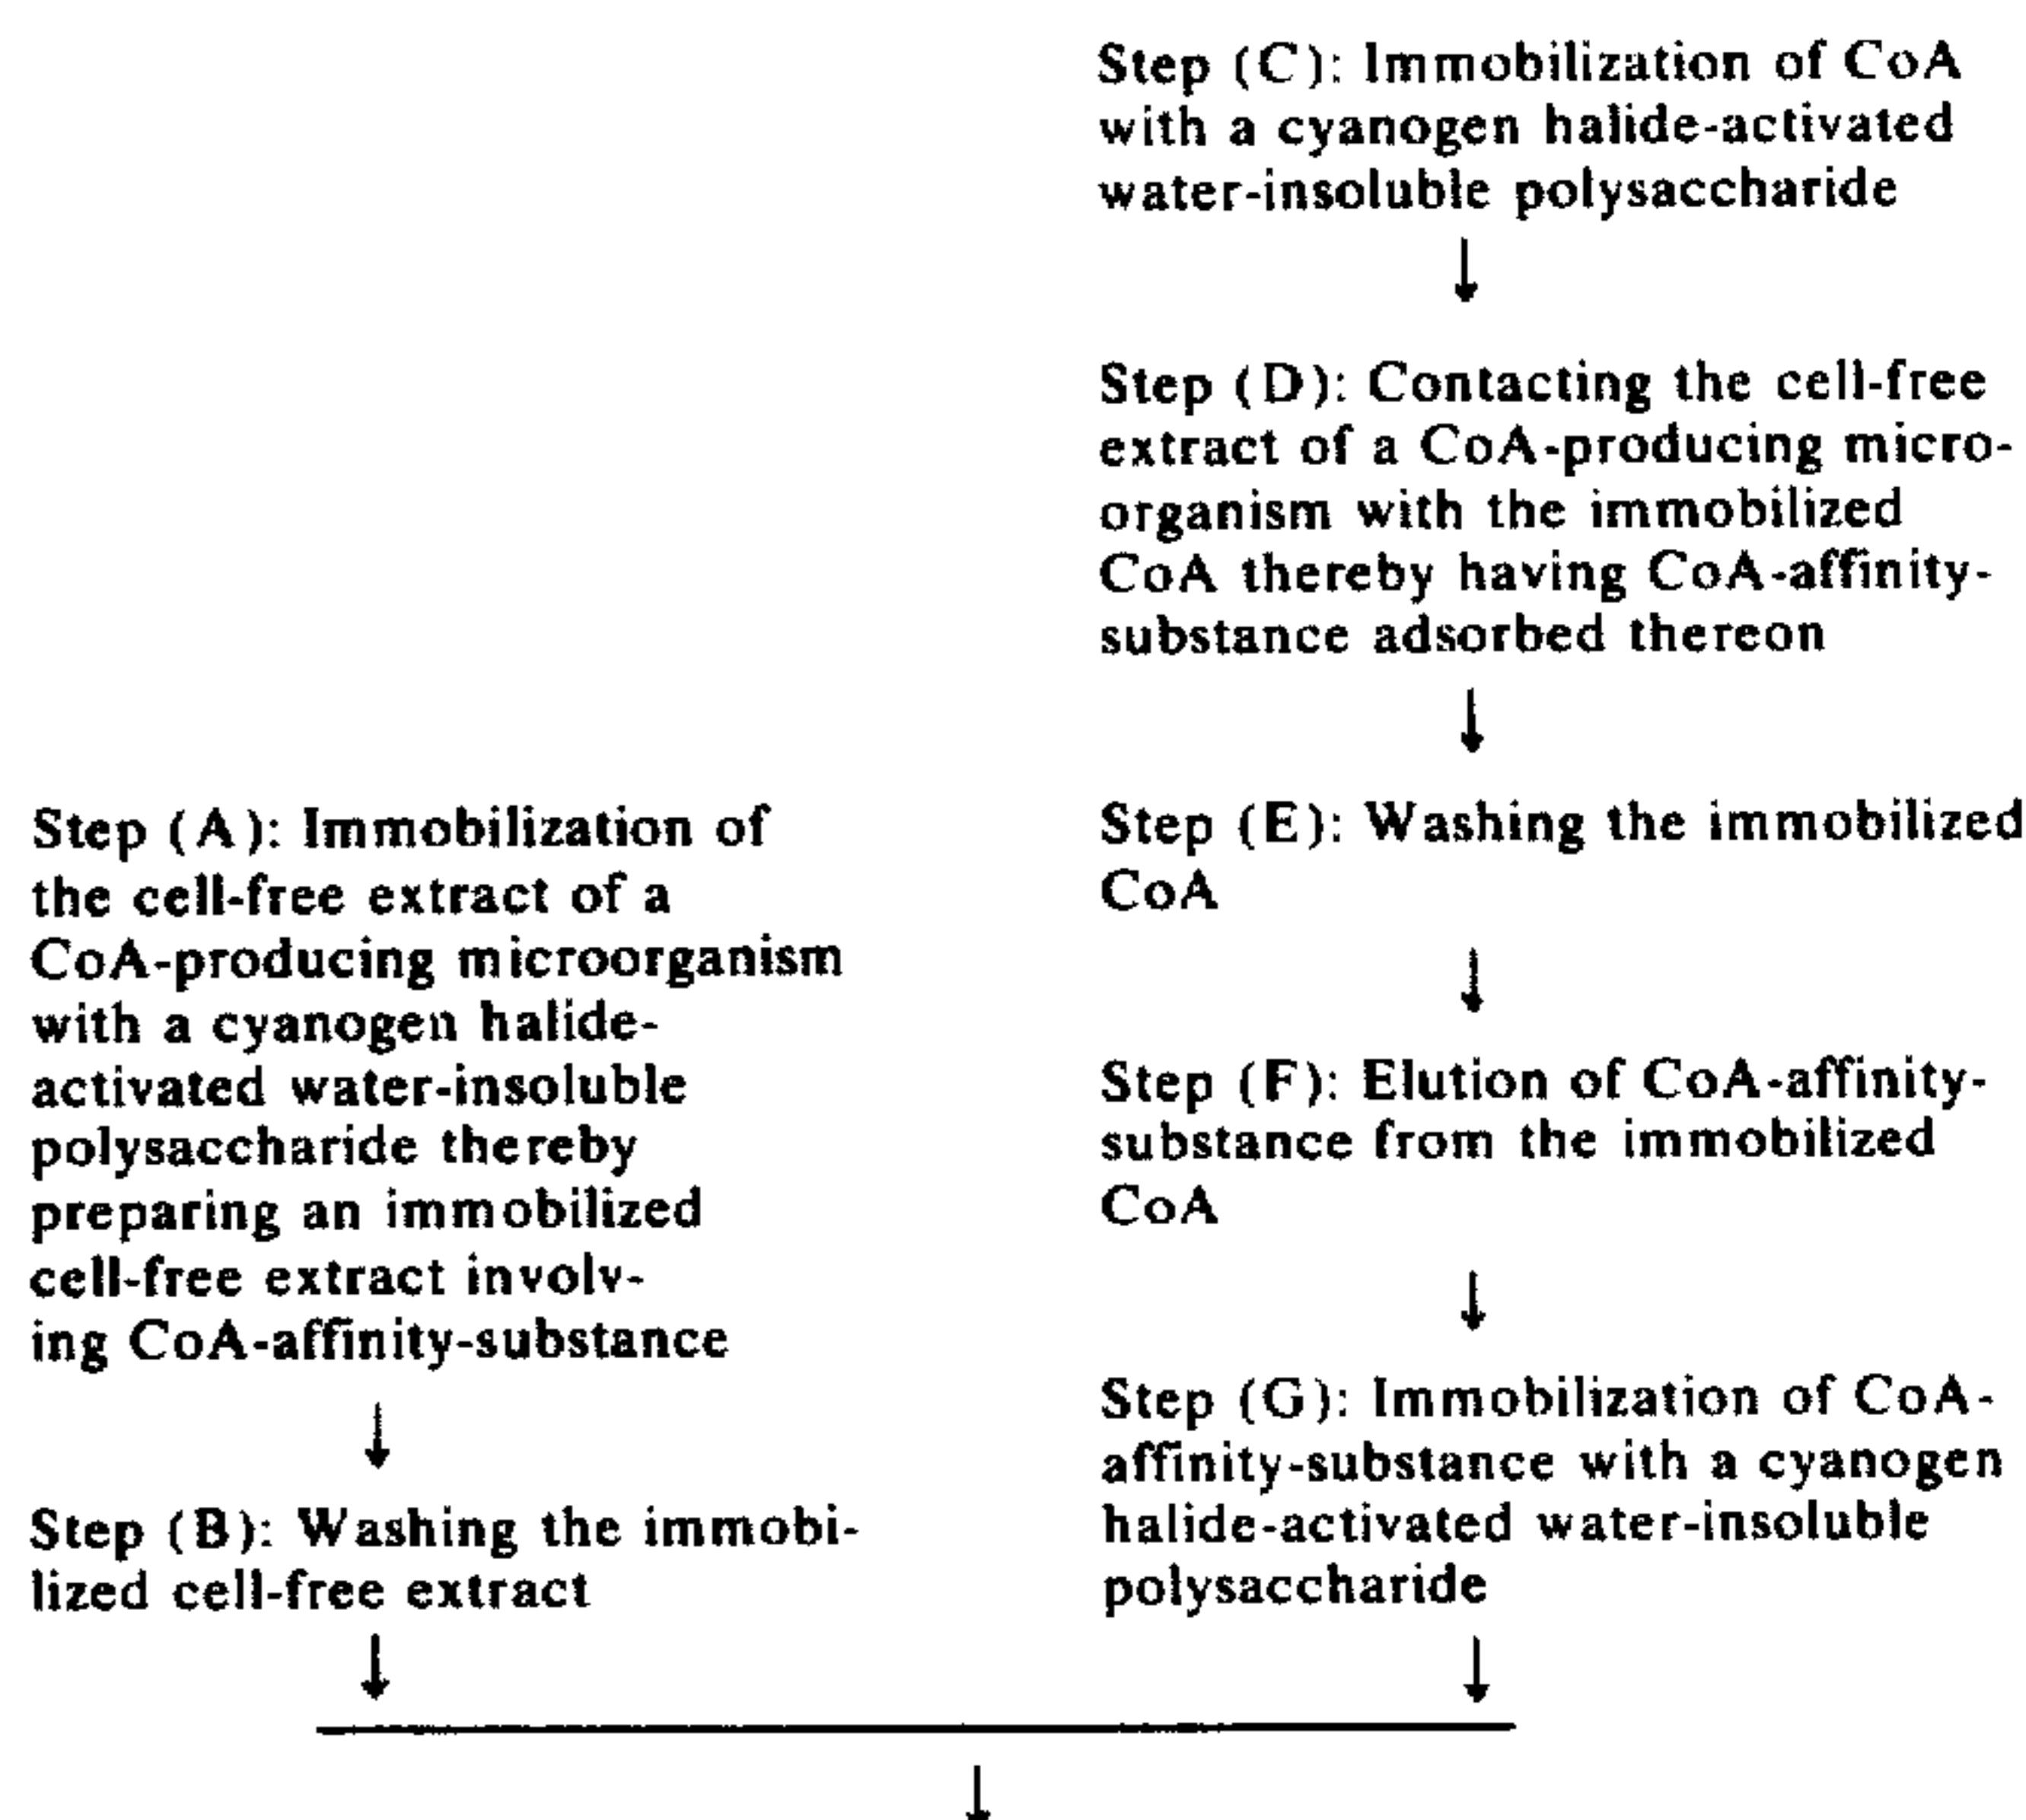 Step (C): Immobilization of CoA
with a cyanogen halide-activated
water-insoluble polysaccharide
↓
Step (D): Contacting the cell-free
extract of a CoA-producing micro-
organism with the immobilized
CoA thereby having CoA-affinity-
substance adsorbed thereon
↓
Step (E): Washing the immobilized
CoA
↓
Step (F): Elution of CoA-affinity-
substance from the immobilized
CoA
↓
Step (G): Immobilization of CoA-
affinity-substance with a cyanogen
halide-activated water-insoluble
polysaccharide
↓
Step (A): Immobilization of
the cell-free extract of a
CoA-producing microorganism
with a cyanogen halide-
activated water-insoluble
polysaccharide thereby
preparing an immobilized
cell-free extract involv-
ing CoA-affinity-substance
↓
Step (B): Washing the immobi-
lized cell-free extract
↓
↓